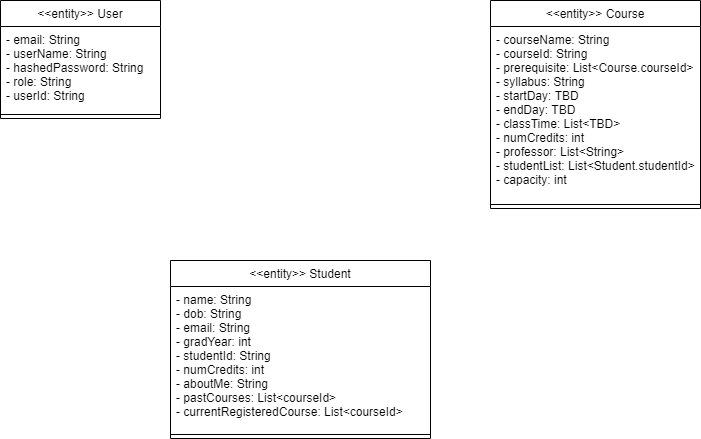 <<entity>> User
- email: String
- userName: String
- hashedPassword: String
- role: String
- userId: String
<<entity>> Course
- courseName: String
- courseId: String
- prerequisite: List<Course.courseId>
- syllabus: String
- startDay: TBD
- endDay: TBD
- classTime: List<TBD>
- numCredits: int
- professor: List<String>
- studentList: List<Student.studentId>
- capacity: int
<<entity>> Student
- name: String
- dob: String
- email: String
- gradYear: int
- studentId: String
- numCredits: int
- aboutMe: String
- pastCourses: List<courseId>
- currentRegisteredCourse: List<courseId>